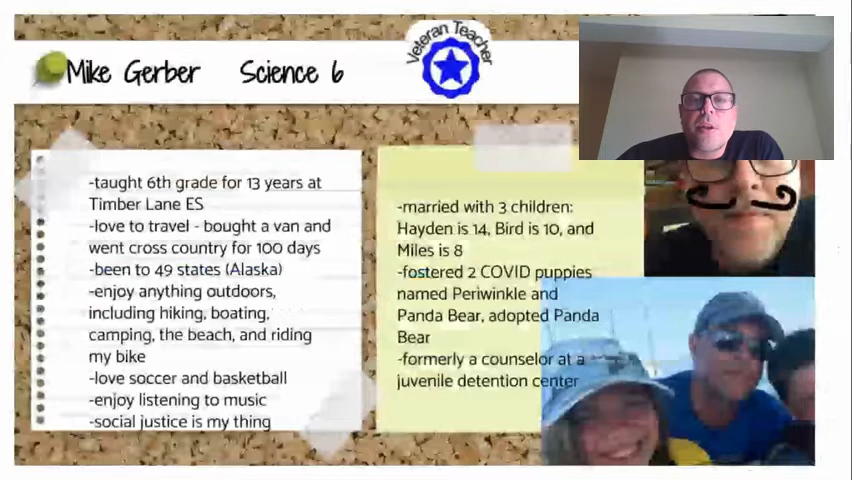 Mike Gerber Science 6
Veteran Teacher
-taught 6th grade for 13 years at
Timber Lane ES
-love to travel - bought a van and
went cross country for 100 days
-been to 49 states (Alaska)
-enjoy anything outdoors,
including hiking, boating,
camping, the beach, and riding
my bike
-love soccer and basketball
-enjoy listening to music
-social justice is my thing
-married with 3 children:
Hayden is 14, Bird is 10, and
Miles is 8
-fostered 2 COVID puppies
named Periwinkle and
Panda Bear, adopted Panda
Bear
-formerly a counselor at a
juvenile detention center